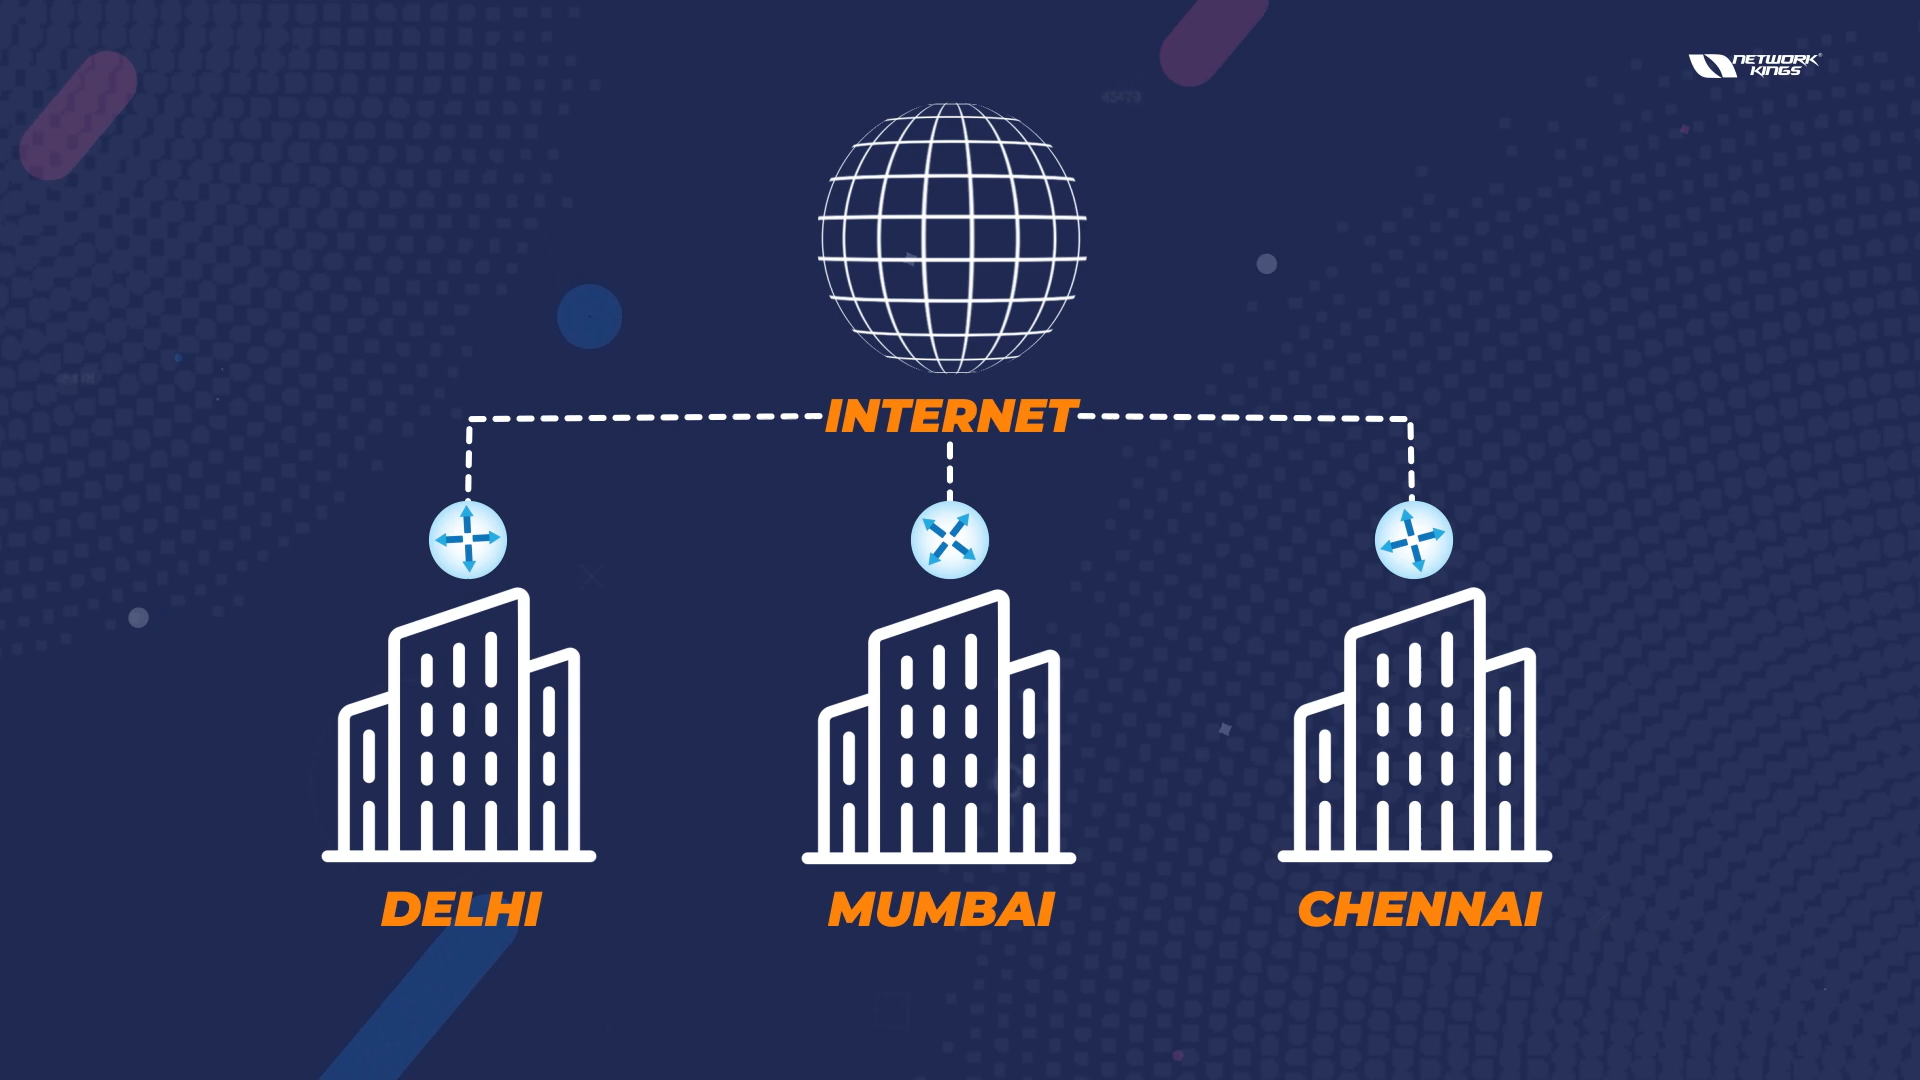 NETWORK
KINGS
INTERNET
DELHI
MUMBAI
CHENNAI